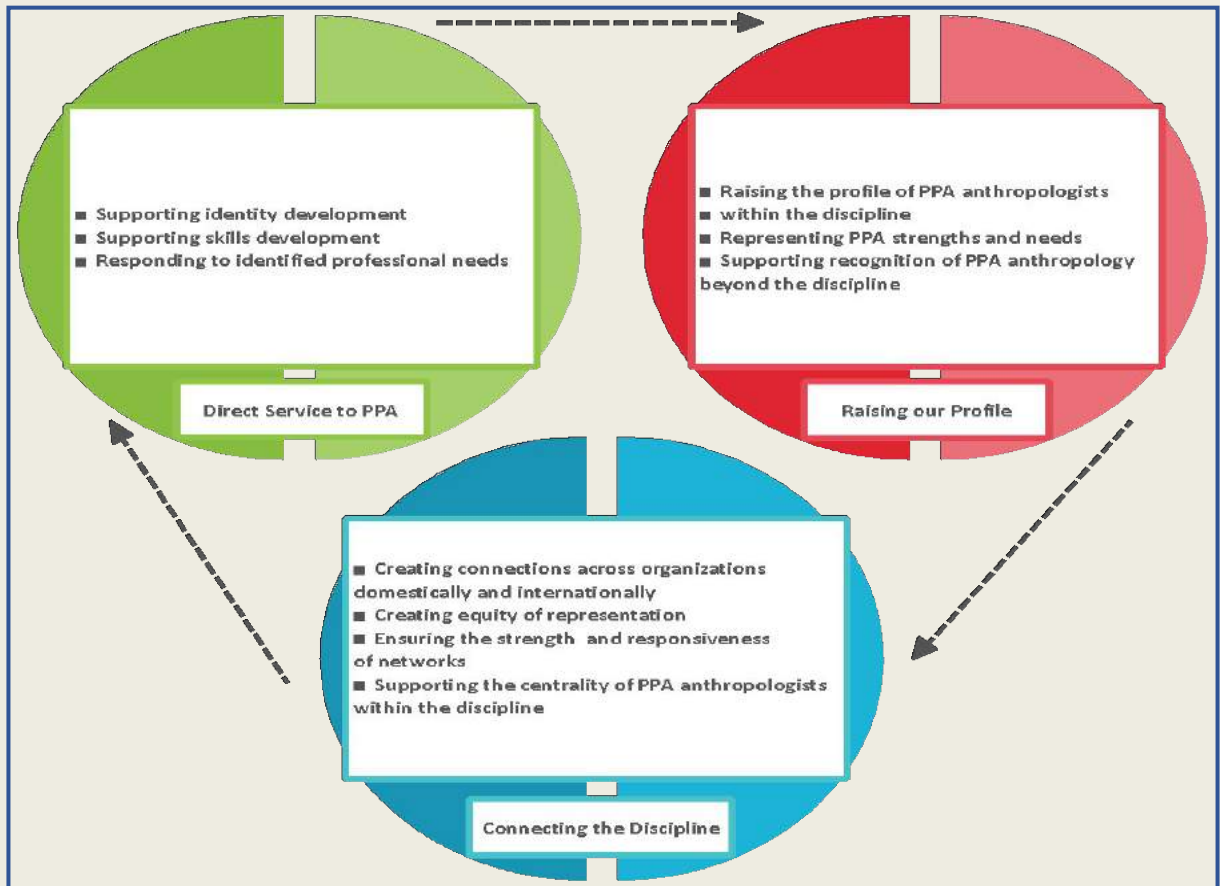 ■ Supporting identity development
■ Supporting skills development
■ Responding to identified professional needs
Direct Service to PPA
■ Raising the profile of PPA anthropologists
■ within the discipline
■ Representing PPA strengths and needs
■ Supporting recognition of PPA anthropology
beyond the discipline
Raising our Profile
■ Creating connections across organizations
domestically and internationally
■ Creating equity of representation
■ Ensuring the strength and responsiveness
of networks
■ Supporting the centrality of PPA anthropologists
within the discipline
Connecting the Discipline